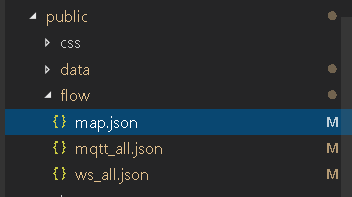 public
css
data
flow
{} map.json M
{} mqtt_all.json M
{} ws_all.json M